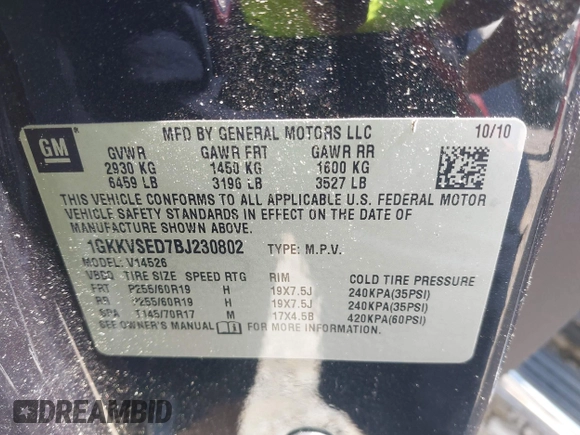 GM
MFD BY GENERAL MOTORS LLC 10/10
GVWR GAWR FRT GAWR RR
2930 KG 1450 KG 1600 KG
6459 LB 3196 LB 3527 LB
THIS VEHICLE CONFORMS TO ALL APPLICABLE U.S. FEDERAL MOTOR
VEHICLE SAFETY STANDARDS IN EFFECT ON THE DATE OF
MANUFACTURE SHOWN ABOVE.
1GKKVSED7BJ230802 TYPE: M.P.V.
MODEL: V14526
TIRE SIZE SPEED RTG RIM COLD TIRE PRESSURE
FRT P255/60R19 H 19X7.5J 240KPA(35PSI)
RR P255/60R19 H 19X7.5J 240KPA(35PSI)
SPA T145/70R17 M 17X4.5B 420KPA(60PSI)
SEE OWNER'S MANUAL FOR MORE INFORMATION
DREAMBID